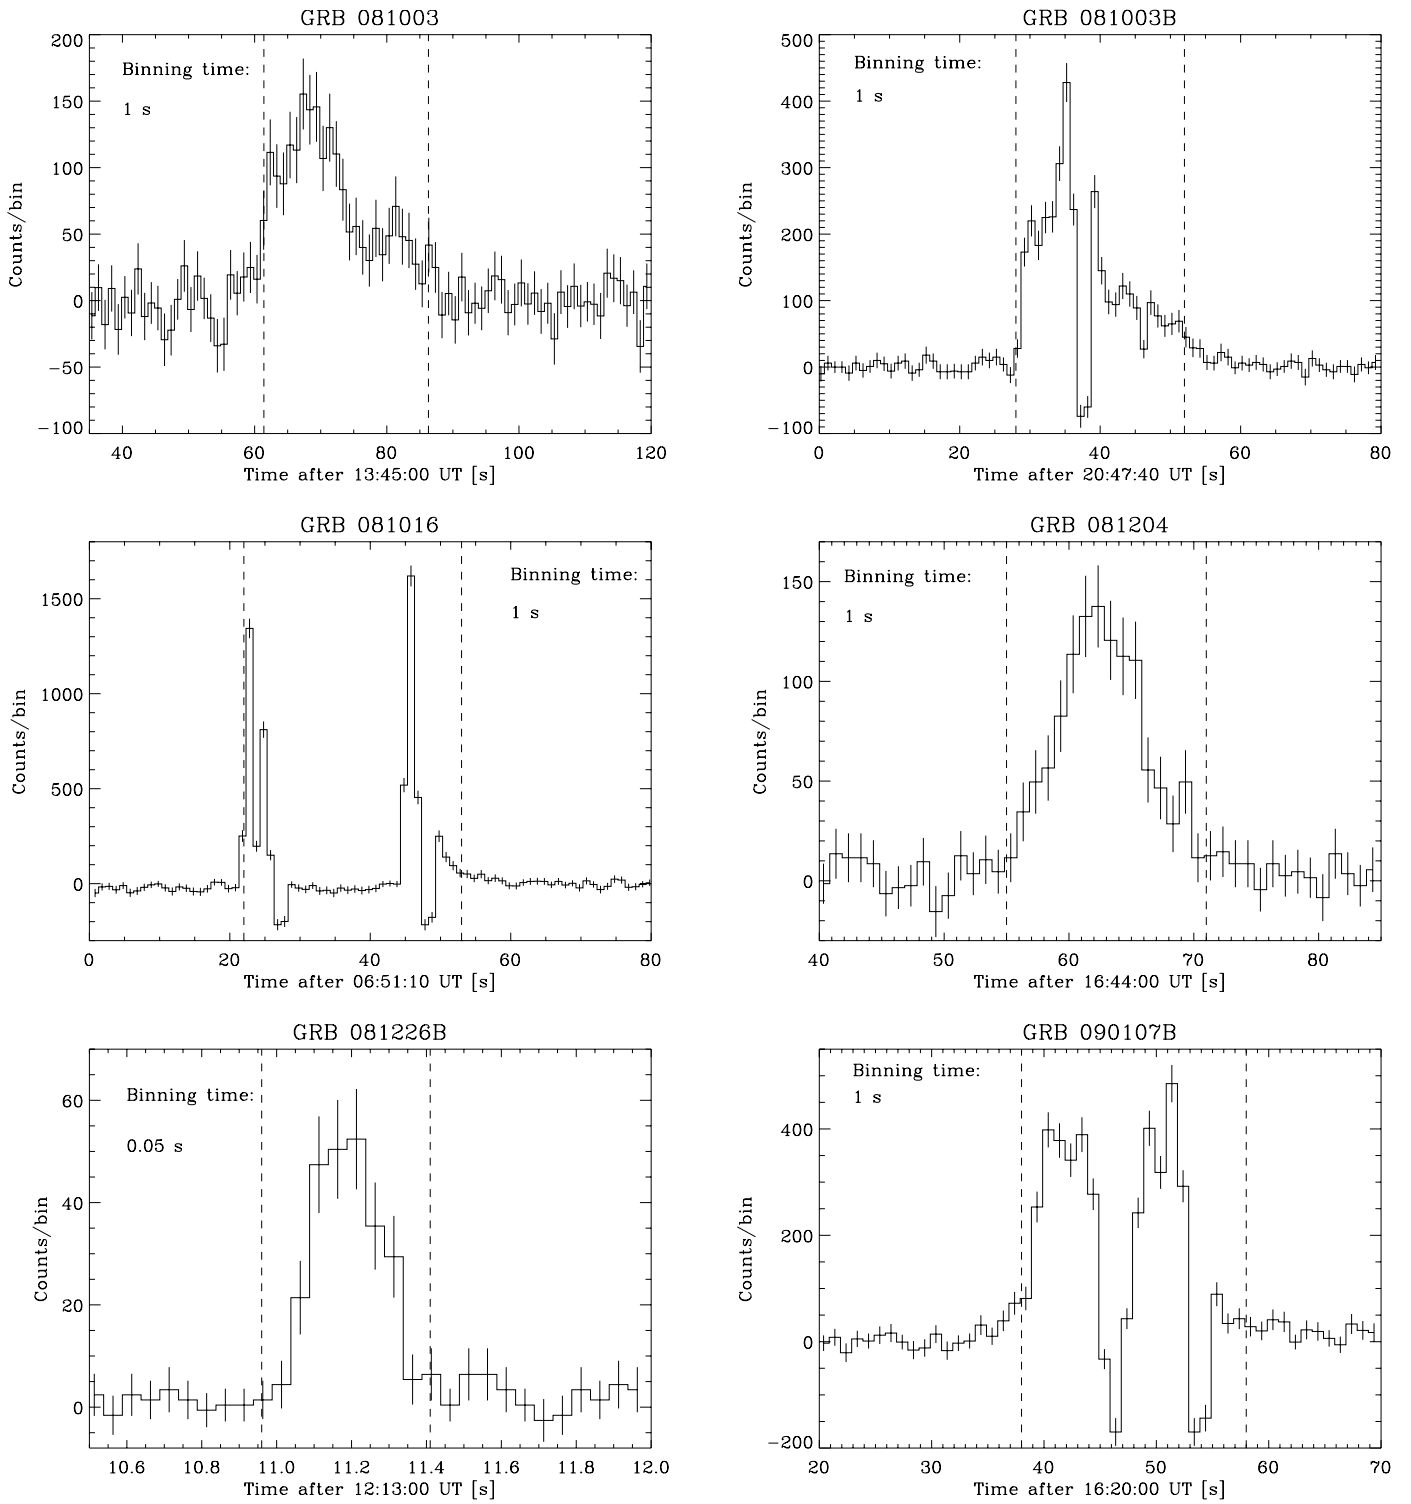 GRB 081003
Binning time:
1 s
200
150
100
50
0
−50
−100
Counts/bin
40 60 80 100 120
Time after 13:45:00 UT [s]
GRB 081003B
Binning time:
1 s
500
400
300
200
100
0
−100
Counts/bin
0 20 40 60 80
Time after 20:47:40 UT [s]
GRB 081016
Binning time:
1 s
1500
1000
500
0
Counts/bin
0 20 40 60 80
Time after 06:51:10 UT [s]
GRB 081204
Binning time:
1 s
150
100
50
0
Counts/bin
40 50 60 70 80
Time after 16:44:00 UT [s]
GRB 081226B
Binning time:
0.05 s
60
40
20
0
Counts/bin
10.6 10.8 11.0 11.2 11.4 11.6 11.8 12.0
Time after 12:13:00 UT [s]
GRB 090107B
Binning time:
1 s
400
200
0
−200
Counts/bin
20 30 40 50 60 70
Time after 16:20:00 UT [s]